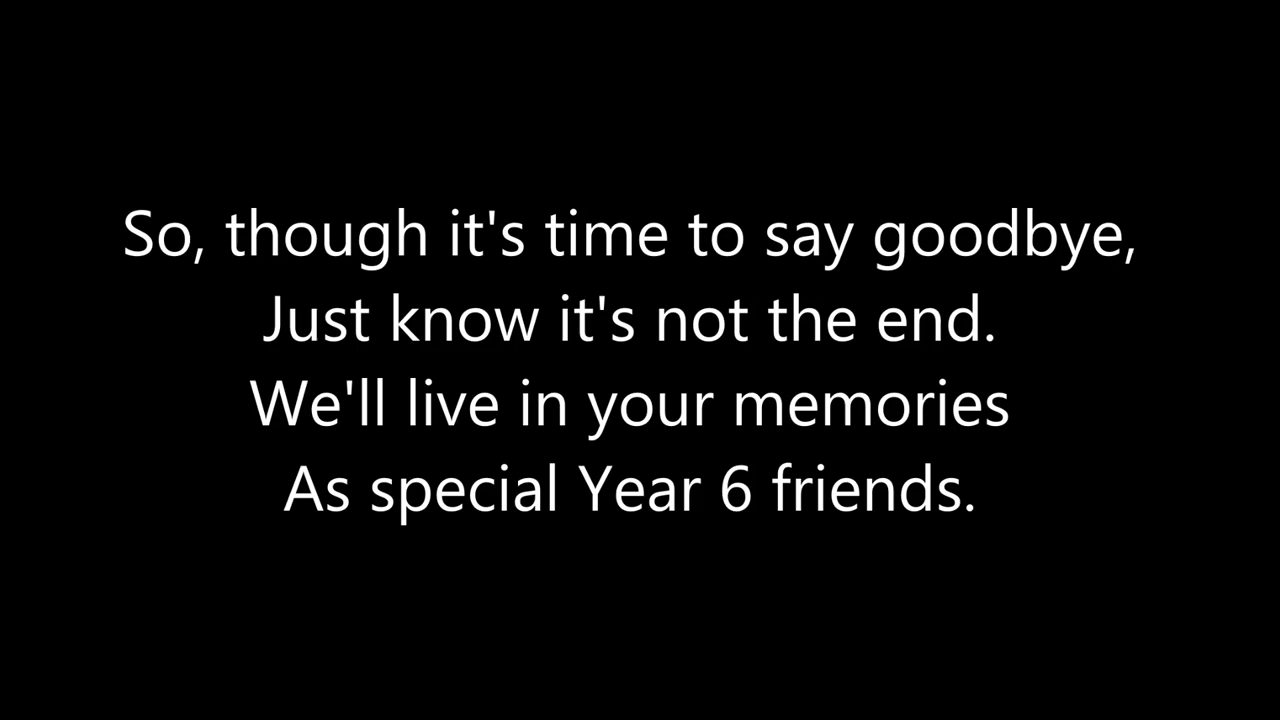 So, though it's time to say goodbye,
Just know it's not the end.
We'll live in your memories
As special Year 6 friends.